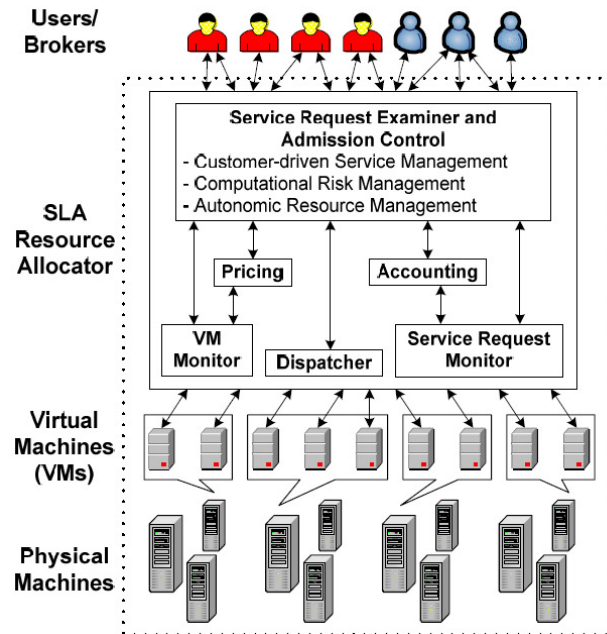 Users/
Brokers
Service Request Examiner and
Admission Control
- Customer-driven Service Management
- Computational Risk Management
- Autonomic Resource Management
SLA
Resource
Allocator
Pricing
Accounting
VM
Monitor
Dispatcher
Service Request
Monitor
Virtual
Machines
(VMs)
Physical
Machines